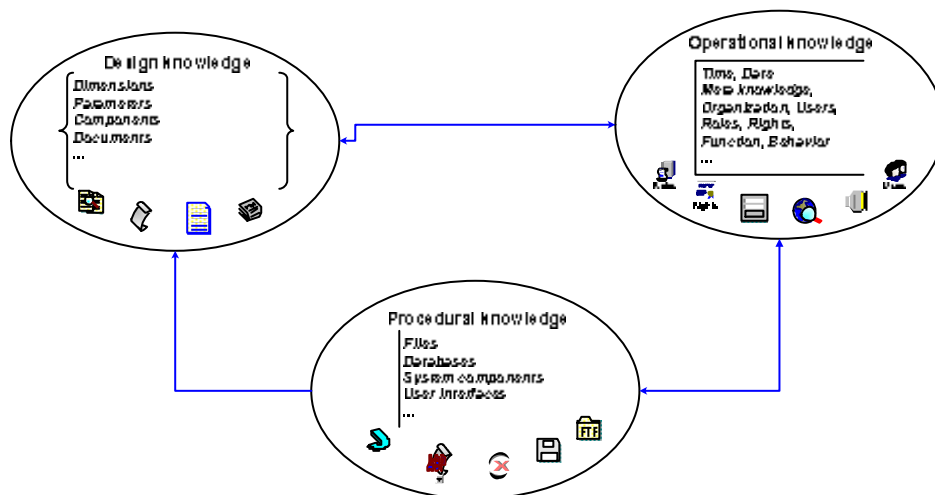 Design knowledge
Dimensions
Parameters
Components
Documents
...
Operational knowledge
Time, Date
Meta knowledge,
Organization, Users,
Roles, Rights,
Function, Behavior
...
Rights
Procedural knowledge
Files
Databases
System components
User interfaces
...
FTF